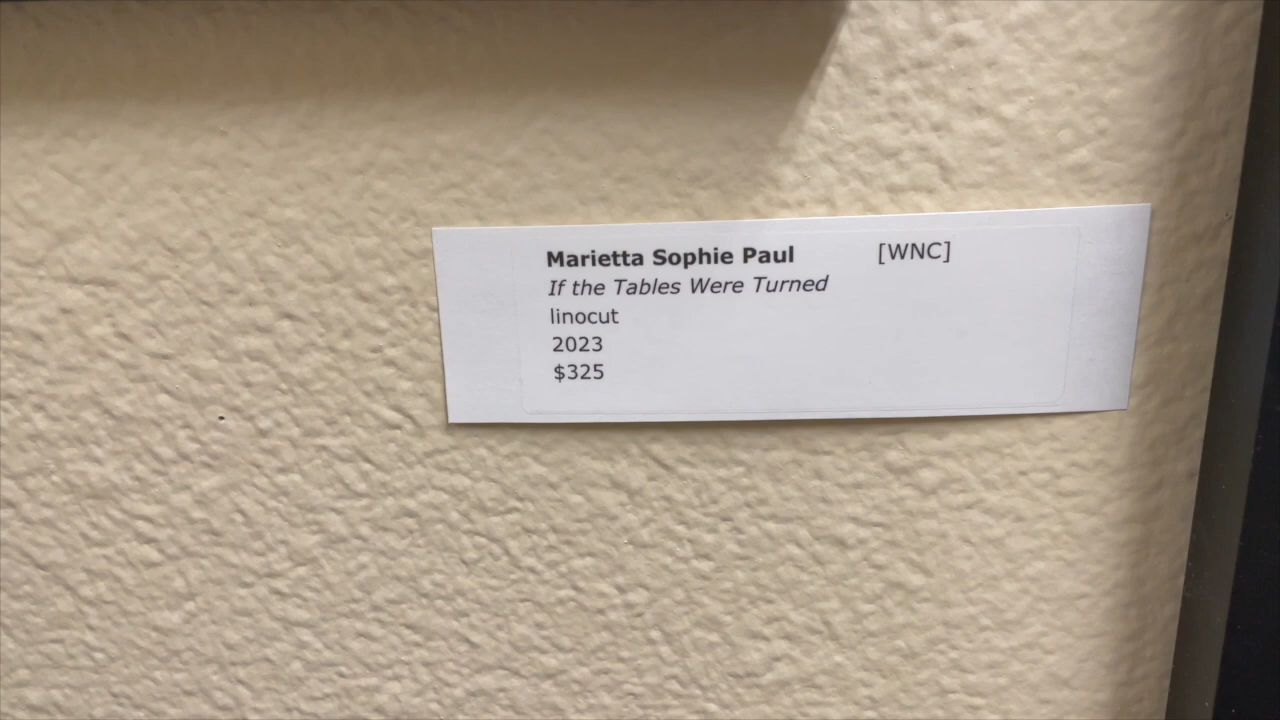 Marietta Sophie Paul [WNC]
If the Tables Were Turned
linocut
2023
$325